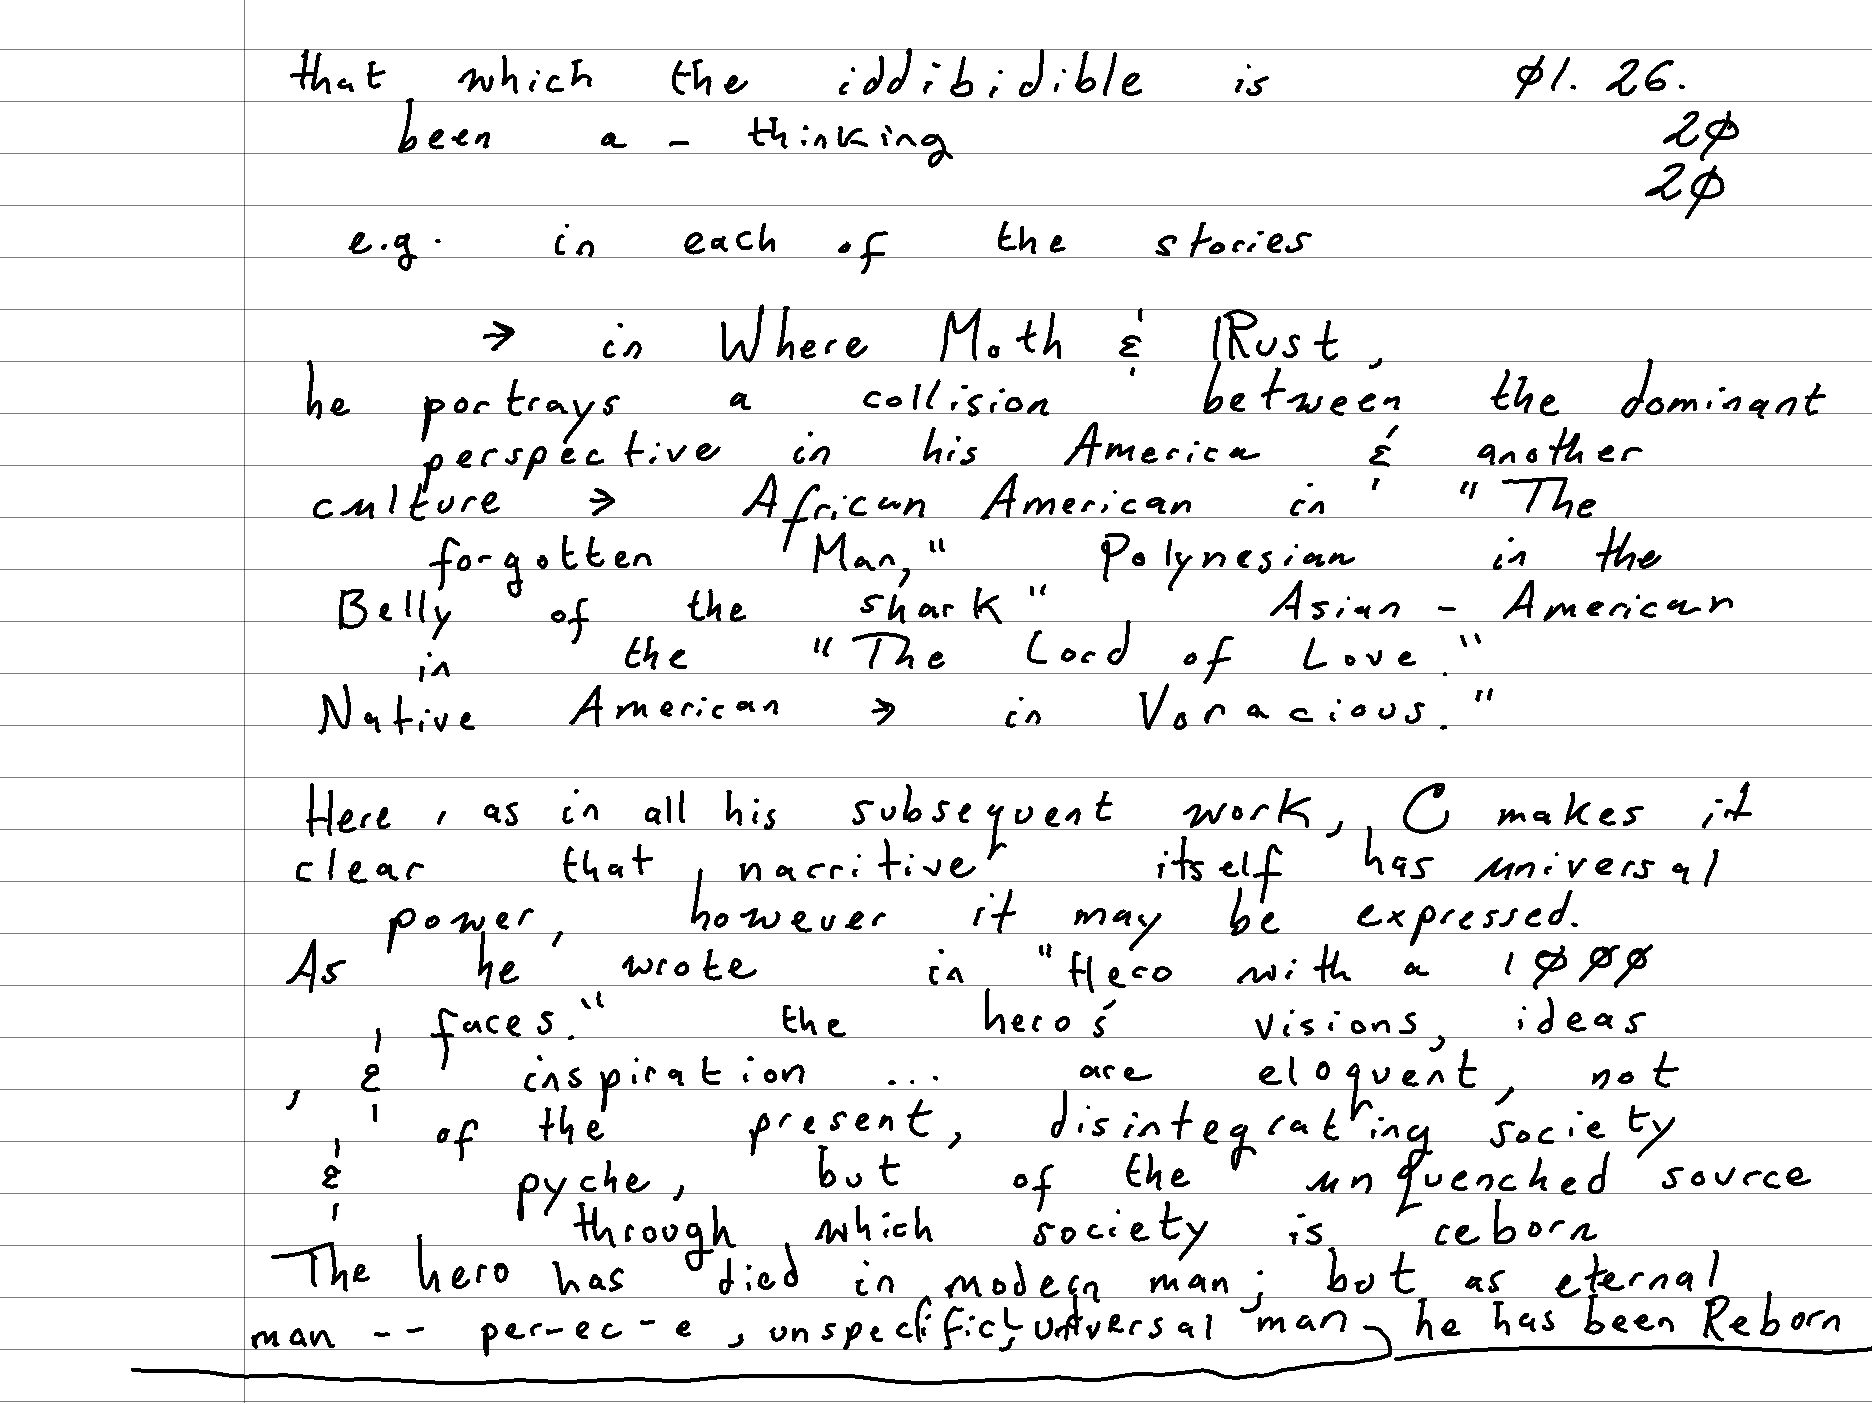 that which the iddibidible is Ø1. 26.
been a - thinking 2Ø
2Ø
e.g. in each of the stories
→ in Where Moth & Rust,
he portrays a collision between the dominant
perspective in his America & another
culture → African American in "The
forgotten Man," Polynesian in the
Belly of the shark" Asian - American
in the "The Lord of Love."
Native American → in Voracious."
Here, as in all his subsequent work, C makes it
clear that narritive itself has universal
power, however it may be expressed.
As he wrote in "Hero with a 1ØØØ
faces." the hero's visions, ideas
, & inspiration ... are eloquent, not
of the present, disintegrating society
& pyche, but of the unquenched source
through which society is reborn
The hero has died in modern man; but as eternal
man -- per-ec-e, unspecific, universal man, he has been Reborn